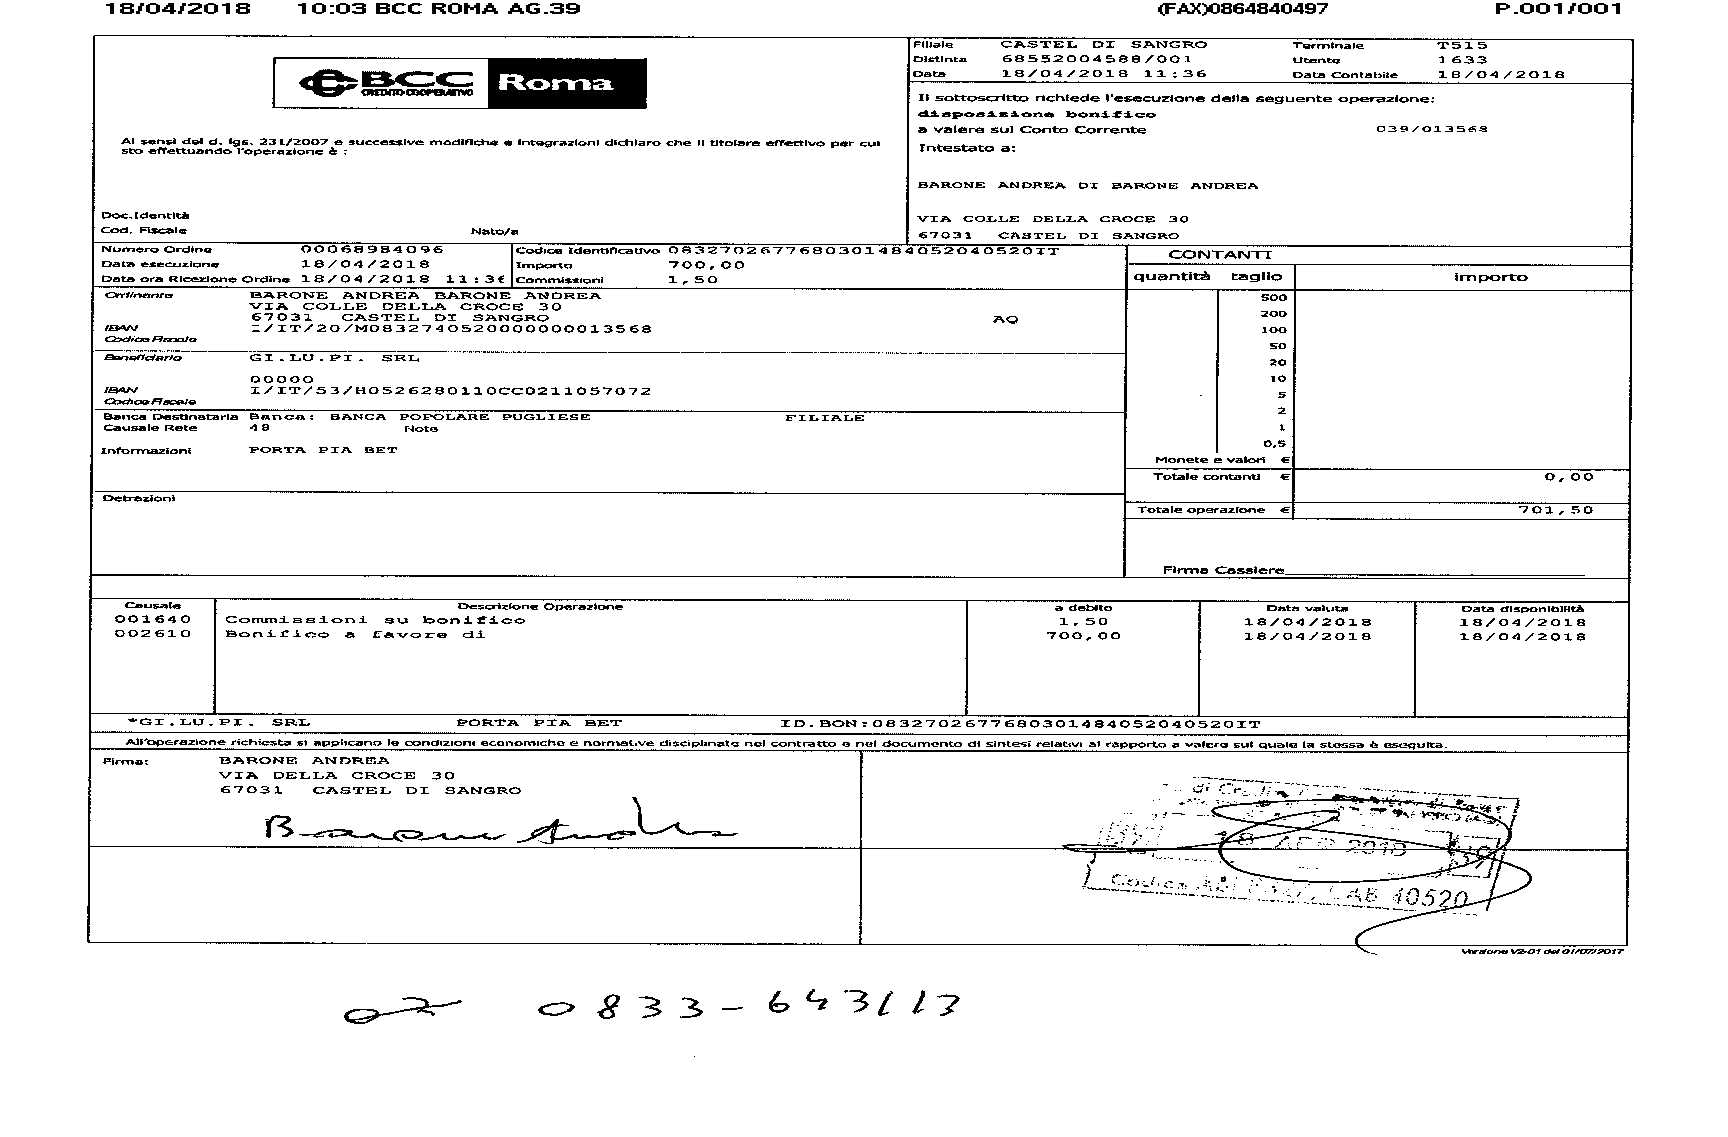 18/04/2018 10:03 BCC ROMA AG.39 (FAX)0864840497 P.001/001
BCC CREDITO COOPERATIVO Roma
Filiale CASTEL DI SANGRO Terminale T515
Distinta 68552004588/001 Utente 1633
Data 18/04/2018 11:36 Data Contabile 18/04/2018
Il sottoscritto richiede l'esecuzione della seguente operazione:
disposizione bonifico
a valere sul Conto Corrente 039/013568
Intestato a:
BARONE ANDREA DI BARONE ANDREA
VIA COLLE DELLA CROCE 30
67031 CASTEL DI SANGRO
Ai sensi del d. lgs. 231/2007 e successive modifiche e integrazioni dichiaro che il titolare effettivo per cui
sto effettuando l'operazione è :
Doc.Identità
Cod. Fiscale Nato/a
Numero Ordine 00068984096 Codice Identificativo 0832702677680301484052040520IT
Data esecuzione 18/04/2018 Importo 700,00
Data ora Ricezione Ordine 18/04/2018 11:36 Commissioni 1,50
Ordinante BARONE ANDREA BARONE ANDREA
VIA COLLE DELLA CROCE 30
67031 CASTEL DI SANGRO AQ
IBAN I/IT/20/M0832740520000000013568
Codice Fiscale
Beneficiario GI.LU.PI. SRL
00000
IBAN I/IT/53/H0526280110CC0211057072
Codice Fiscale
Banca Destinataria Banca: BANCA POPOLARE PUGLIESE FILIALE
Causale Rete 48 Note
Informazioni PORTA PIA BET
Detrazioni
CONTANTI
quantità taglio importo
500
200
100
50
20
10
5
2
1
0,5
Monete e valori €
Totale contanti € 0,00
Totale operazione € 701,50
Firma Cassiere
Causale Descrizione Operazione a debito Data valuta Data disponibilità
001640 Commissioni su bonifico 1,50 18/04/2018 18/04/2018
002610 Bonifico a favore di 700,00 18/04/2018 18/04/2018
*GI.LU.PI. SRL PORTA PIA BET ID.BON:0832702677680301484052040520IT
All'operazione richiesta si applicano le condizioni economiche e normative disciplinate nel contratto e nel documento di sintesi relativi al rapporto a valere sul quale la stessa è eseguita.
Firma: BARONE ANDREA
VIA DELLA CROCE 30
67031 CASTEL DI SANGRO
Barone Andrea
di
18 2018 39
Codice CAB 40520
Versione V2-01 del 01/07/2017
0833-643113